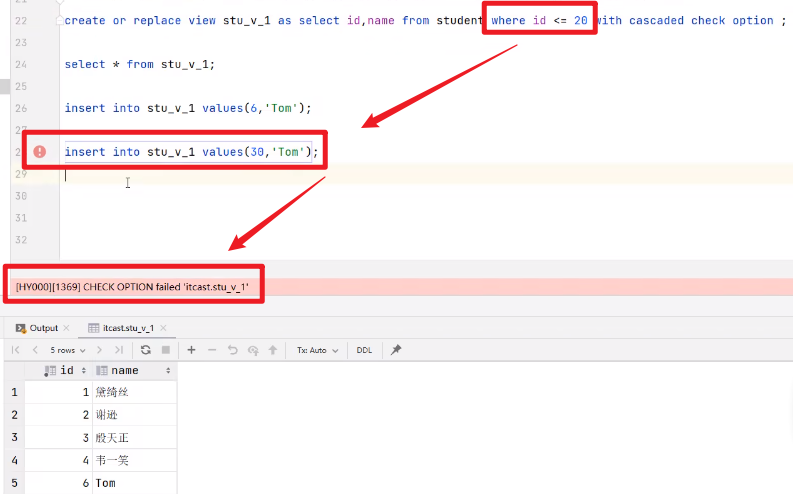 22 create or replace view stu_v_1 as select id,name from student where id <= 20 with cascaded check option ;
23
24 select * from stu_v_1;
25
26 insert into stu_v_1 values(6,'Tom');
27
insert into stu_v_1 values(30,'Tom');
29
30
31
32
[HY000][1369] CHECK OPTION failed 'itcast.stu_v_1'
Output itcast.stu_v_1
5 rows Tx: Auto DDL
id name
1 1 黛绮丝
2 2 谢逊
3 3 殷天正
4 4 韦一笑
5 6 Tom